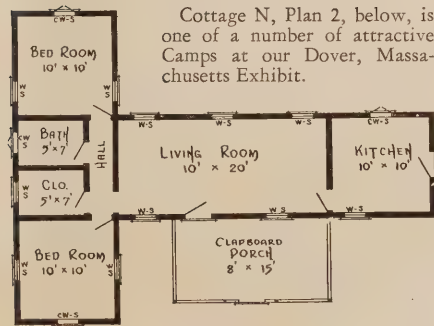 Cottage N, Plan 2, below, is
one of a number of attractive
Camps at our Dover, Massa-
chusetts Exhibit.
CW-S
BED ROOM
10' × 10'
W
S
W
S
W-S
W-S
W-S
CW-S
BATH
5' × 7'
CW
S
HALL
LIVING ROOM
10' × 20'
KITCHEN
10' × 10'
CLO.
5' × 7'
W
S
W-S
W-S
W-S
BED ROOM
10' × 10'
W
S
W
S
CLAPBOARD
PORCH
8' × 15'
CW-S